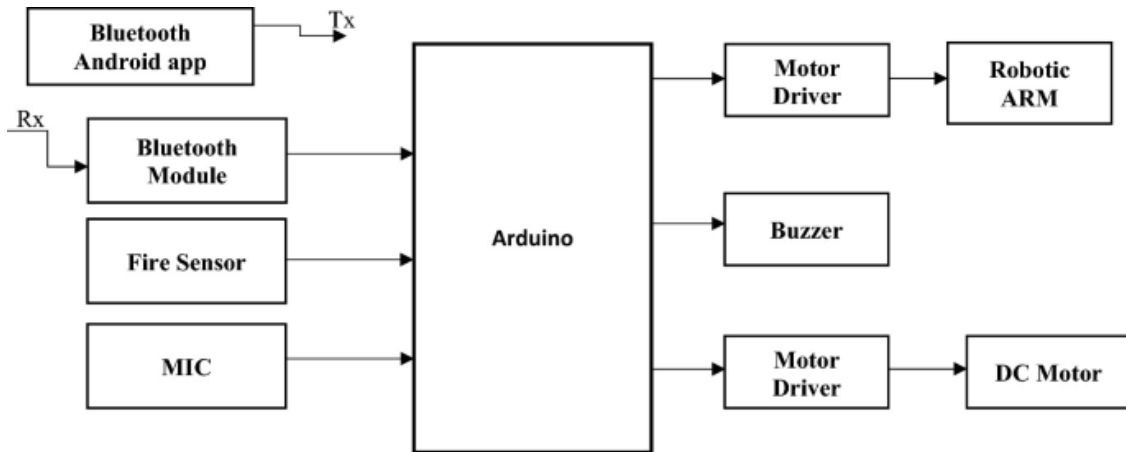 Bluetooth
Android app
Tx
Rx
Bluetooth
Module
Fire Sensor
MIC
Arduino
Motor
Driver
Robotic
ARM
Buzzer
Motor
Driver
DC Motor